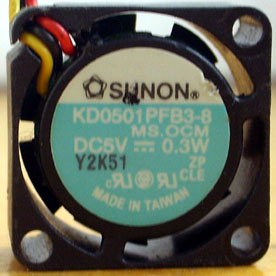 SUNON®
KD0501PFB3-8
MS.OCM
DC5V ⎓ 0.3W
Y2K51
ZP
CLE
MADE IN TAIWAN